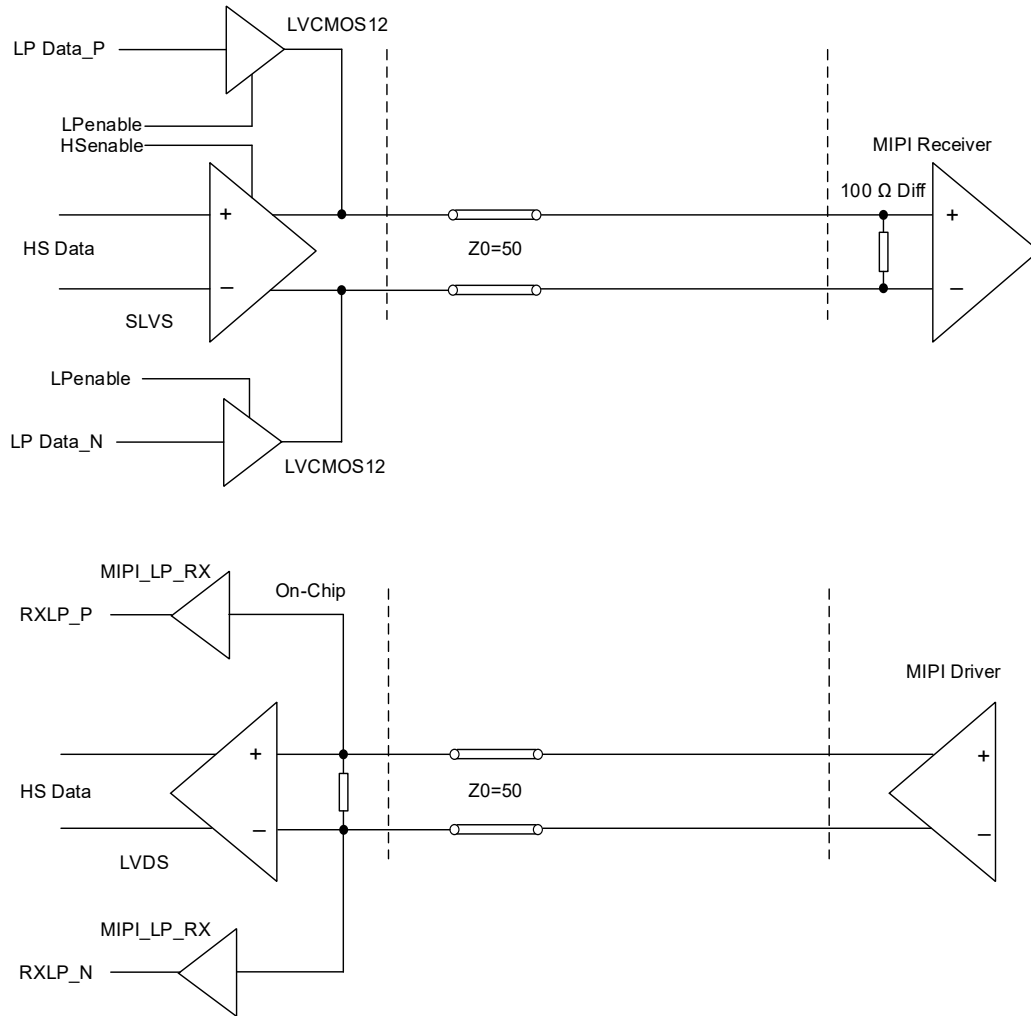 LVCMOS12
LP Data_P
LPenable
HSenable
MIPI Receiver
100 Ω Diff
+
+
HS Data
Z0=50
−
−
SLVS
LPenable
LP Data_N
LVCMOS12
MIPI_LP_RX
On-Chip
RXLP_P
MIPI Driver
+
+
HS Data
Z0=50
−
−
LVDS
MIPI_LP_RX
RXLP_N